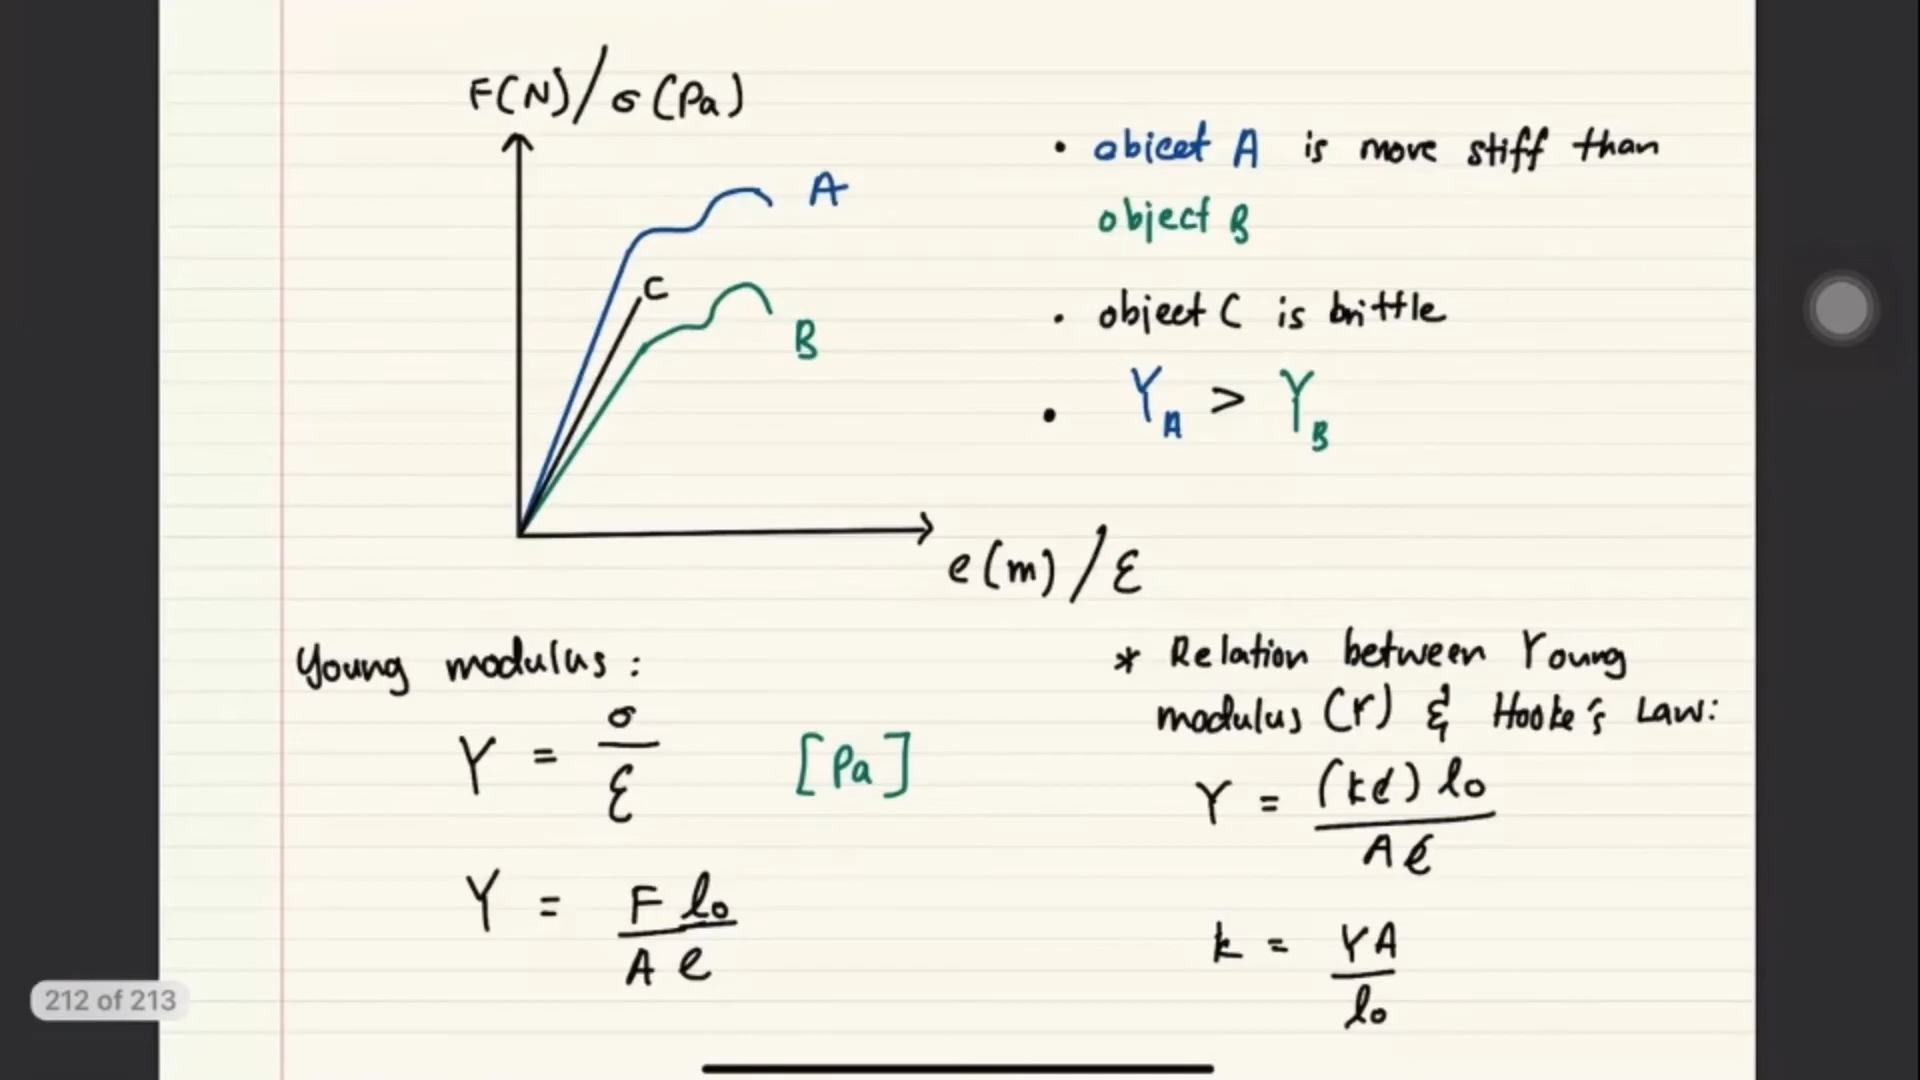 F(N)/σ(Pa)
A
C
B
e(m)/ε
• object A is more stiff than
object B
• object C is brittle
• Y_A > Y_B
Young modulus:
Y = σ/ε [Pa]
Y = F l₀ / A e
* Relation between Young
modulus (Y) & Hooke's Law:
Y = (ke) l₀ / A e
k = YA / l₀
212 of 213